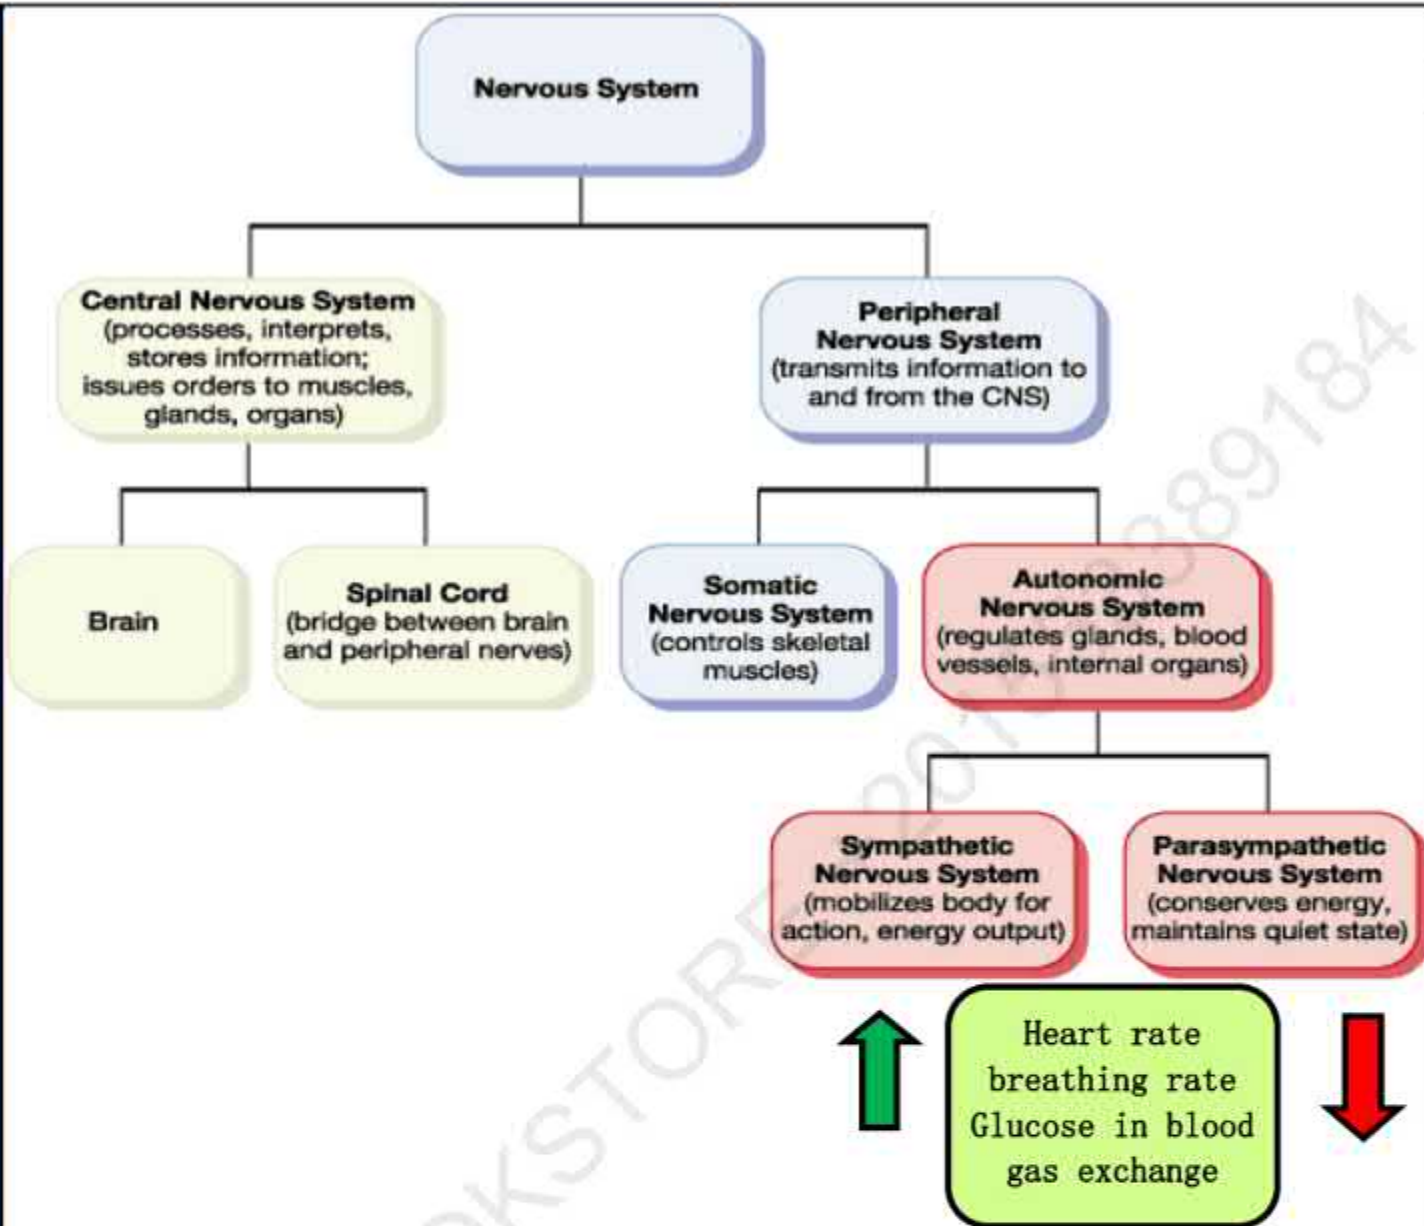 Nervous System
Central Nervous System
(processes, interprets,
stores information;
issues orders to muscles,
glands, organs)
Peripheral
Nervous System
(transmits information to
and from the CNS)
Brain
Spinal Cord
(bridge between brain
and peripheral nerves)
Somatic
Nervous System
(controls skeletal
muscles)
Autonomic
Nervous System
(regulates glands, blood
vessels, internal organs)
Sympathetic
Nervous System
(mobilizes body for
action, energy output)
Parasympathetic
Nervous System
(conserves energy,
maintains quiet state)
Heart rate
breathing rate
Glucose in blood
gas exchange